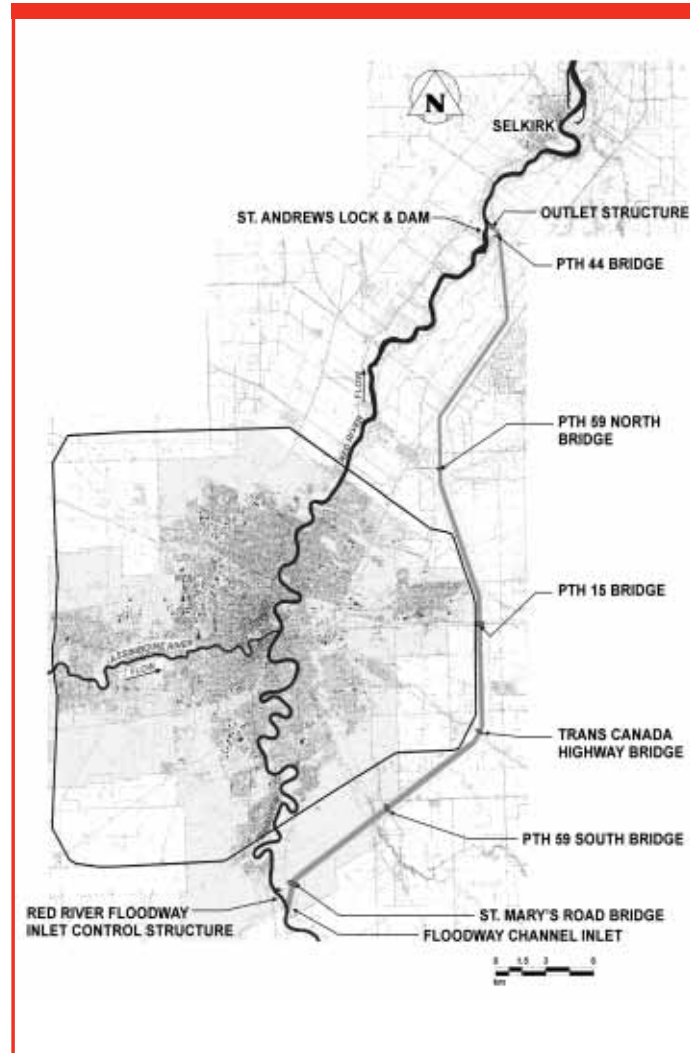 N
SELKIRK
ST. ANDREWS LOCK & DAM
OUTLET STRUCTURE
PTH 44 BRIDGE
FLOW
RED RIVER
PTH 59 NORTH
BRIDGE
PTH 15 BRIDGE
ASSINIBOINE RIVER
FLOW
TRANS CANADA
HIGHWAY BRIDGE
PTH 59 SOUTH BRIDGE
RED RIVER FLOODWAY
INLET CONTROL STRUCTURE
ST. MARY'S ROAD BRIDGE
FLOODWAY CHANNEL INLET
0 1.5 3 6
km